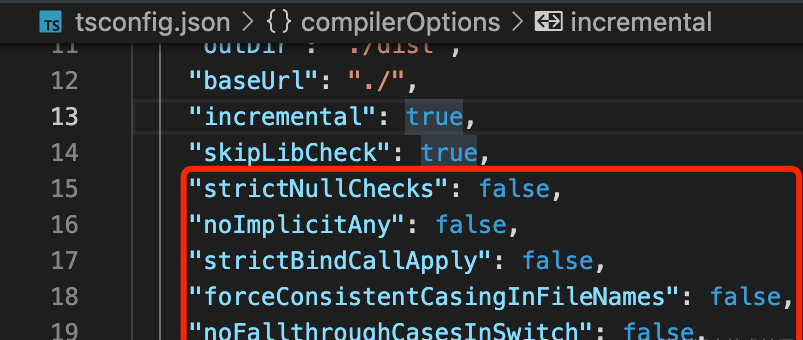 TS tsconfig.json > {} compilerOptions > incremental
11 "outDir": "./dist",
12 "baseUrl": "./",
13 "incremental": true,
14 "skipLibCheck": true,
15 "strictNullChecks": false,
16 "noImplicitAny": false,
17 "strictBindCallApply": false,
18 "forceConsistentCasingInFileNames": false,
19 "noFallthroughCasesInSwitch": false,